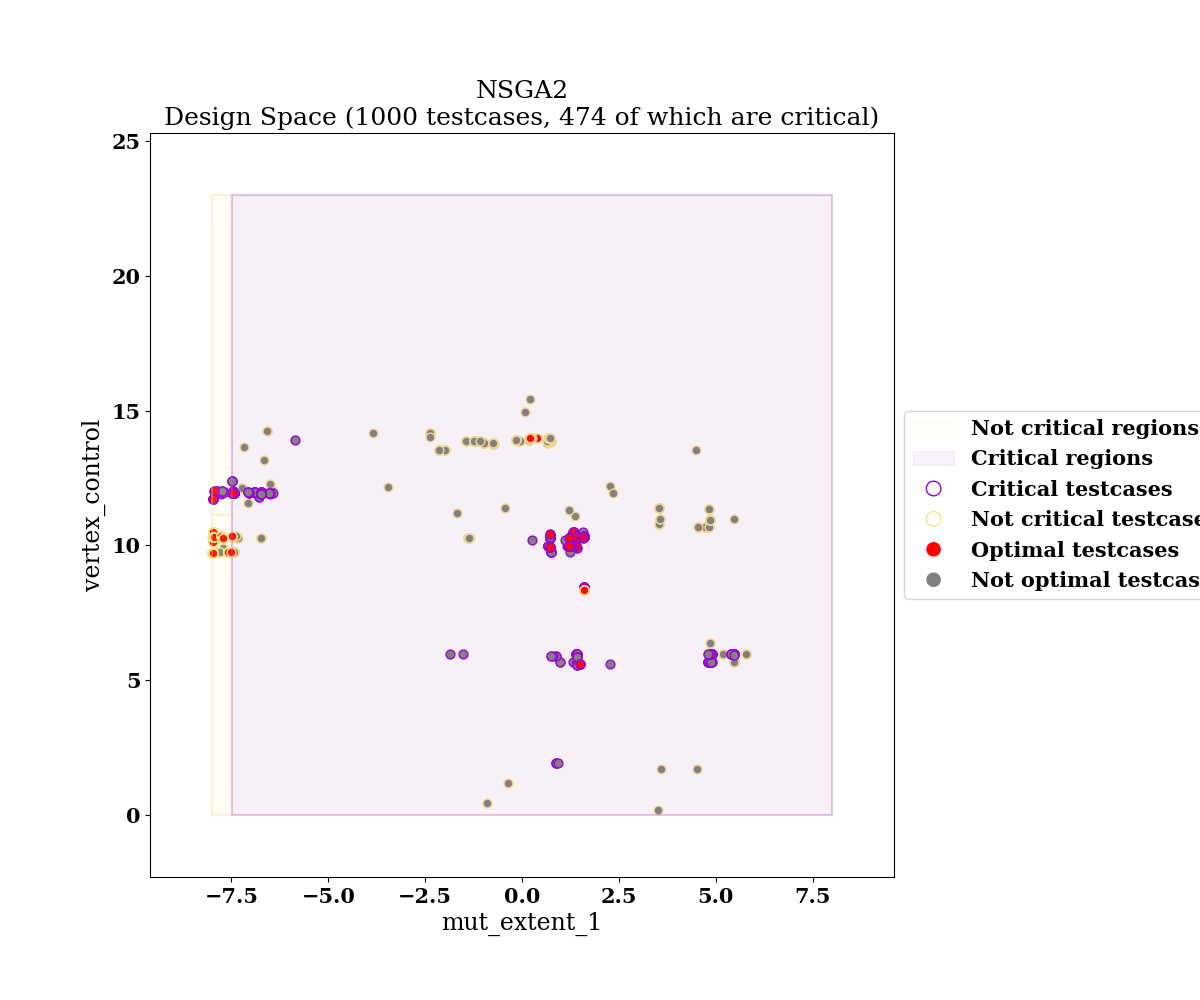 NSGA2
Design Space (1000 testcases, 474 of which are critical)
25
20
15
10
5
0
vertex_control
−7.5
−5.0
−2.5
0.0
2.5
5.0
7.5
mut_extent_1
Not critical regions
Critical regions
Critical testcases
Not critical testcase
Optimal testcases
Not optimal testcas